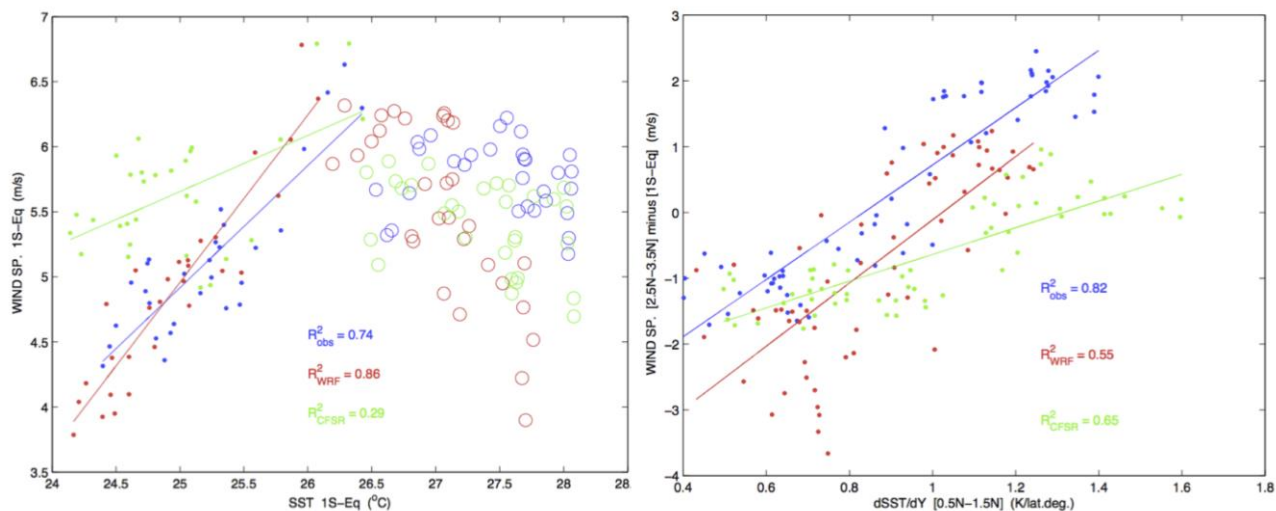 7
6.5
6
5.5
5
4.5
4
3.5
WIND SP. 1S-Eq (m/s)
R²obs = 0.74
R²WRF = 0.86
R²CFSR = 0.29
24 24.5 25 25.5 26 26.5 27 27.5 28 28.
SST 1S-Eq (°C)
3
2
1
0
-1
-2
-3
-4
WIND SP. [2.5N-3.5N] minus [1S-Eq] (m/s)
R²obs = 0.82
R²WRF = 0.55
R²CFSR = 0.65
0.4 0.6 0.8 1 1.2 1.4 1.6 1.8
dSST/dY [0.5N-1.5N] (K/lat.deg.)